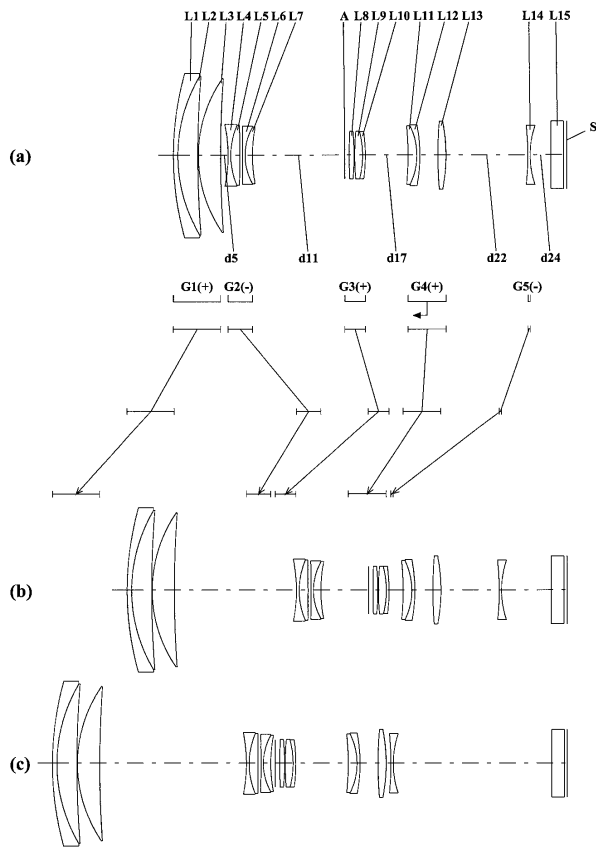 L1 L2 L3 L4 L5 L6 L7 A L8 L9 L10 L11 L12 L13 L14 L15
S
(a)
d5 d11 d17 d22 d24
G1(+) G2(-) G3(+) G4(+) G5(-)
(b)
(c)